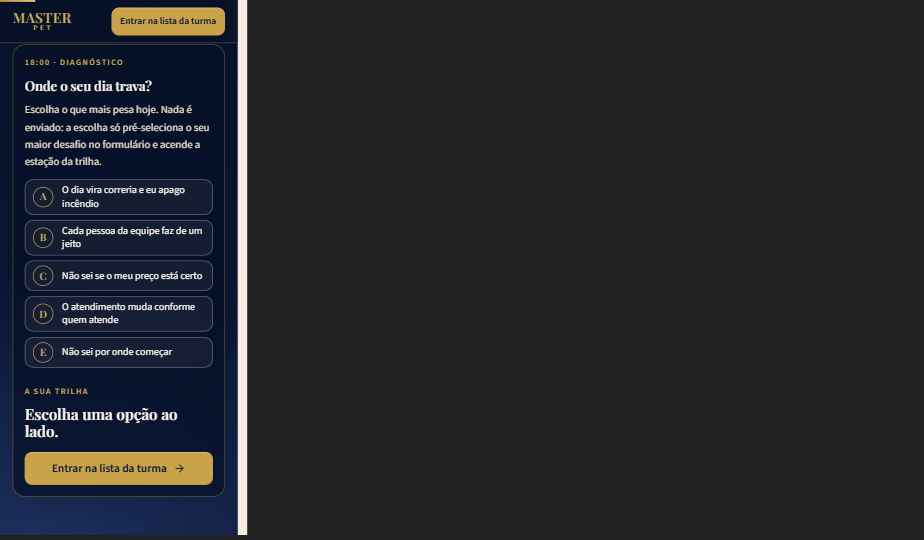 MASTER
PET
Entrar na lista da turma
18:00 · DIAGNÓSTICO
Onde o seu dia trava?
Escolha o que mais pesa hoje. Nada é
enviado: a escolha só pré-seleciona o seu
maior desafio no formulário e acende a
estação da trilha.
A
O dia vira correria e eu apago
incêndio
B
Cada pessoa da equipe faz de um
jeito
C
Não sei se o meu preço está certo
D
O atendimento muda conforme
quem atende
E
Não sei por onde começar
A SUA TRILHA
Escolha uma opção ao
lado.
Entrar na lista da turma →